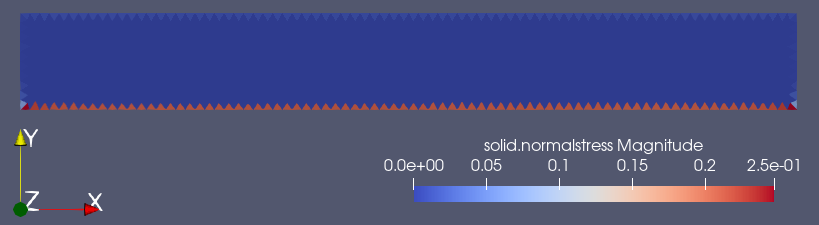 Y
Z X
solid.normalstress Magnitude
0.0e+00 0.05 0.1 0.15 0.2 2.5e-01